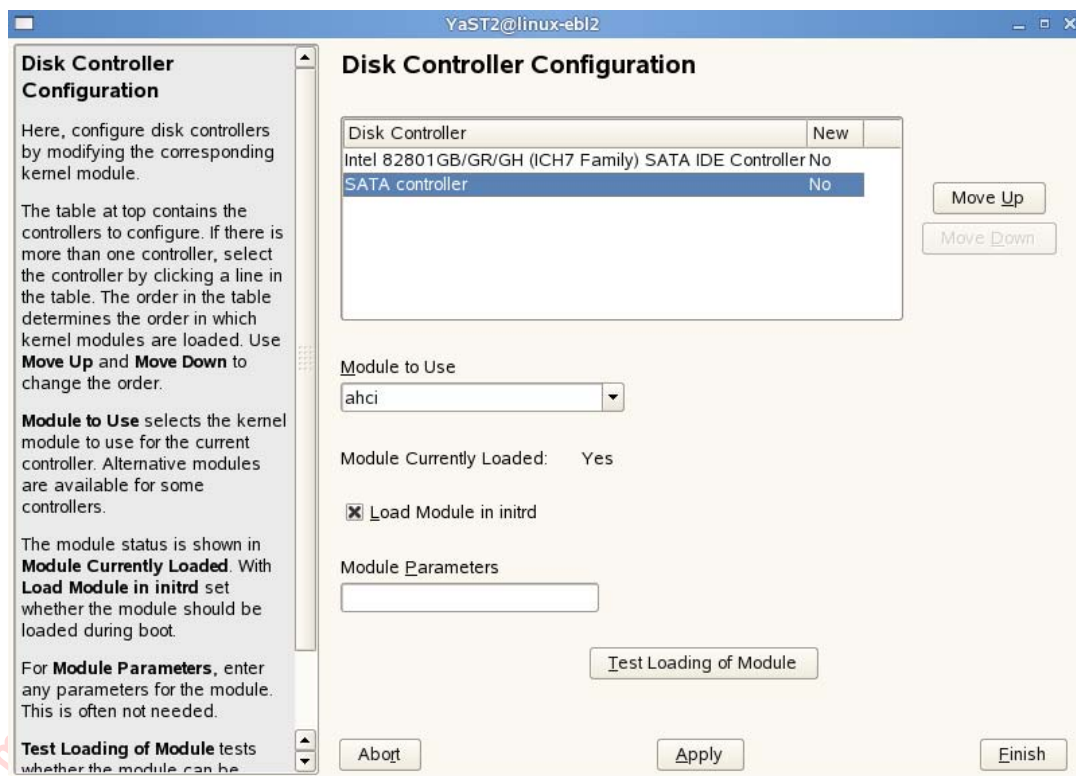 YaST2@linux-ebl2
Disk Controller
Configuration
Here, configure disk controllers
by modifying the corresponding
kernel module.
The table at top contains the
controllers to configure. If there is
more than one controller, select
the controller by clicking a line in
the table. The order in the table
determines the order in which
kernel modules are loaded. Use
Move Up and Move Down to
change the order.
Module to Use selects the kernel
module to use for the current
controller. Alternative modules
are available for some
controllers.
The module status is shown in
Module Currently Loaded. With
Load Module in initrd set
whether the module should be
loaded during boot.
For Module Parameters, enter
any parameters for the module.
This is often not needed.
Test Loading of Module tests
whether the module can be
Disk Controller Configuration
Disk Controller New
Intel 82801GB/GR/GH (ICH7 Family) SATA IDE Controller No
SATA controller No
Move Up
Move Down
Module to Use
ahci
Module Currently Loaded: Yes
Load Module in initrd
Module Parameters
Test Loading of Module
Abort Apply Finish